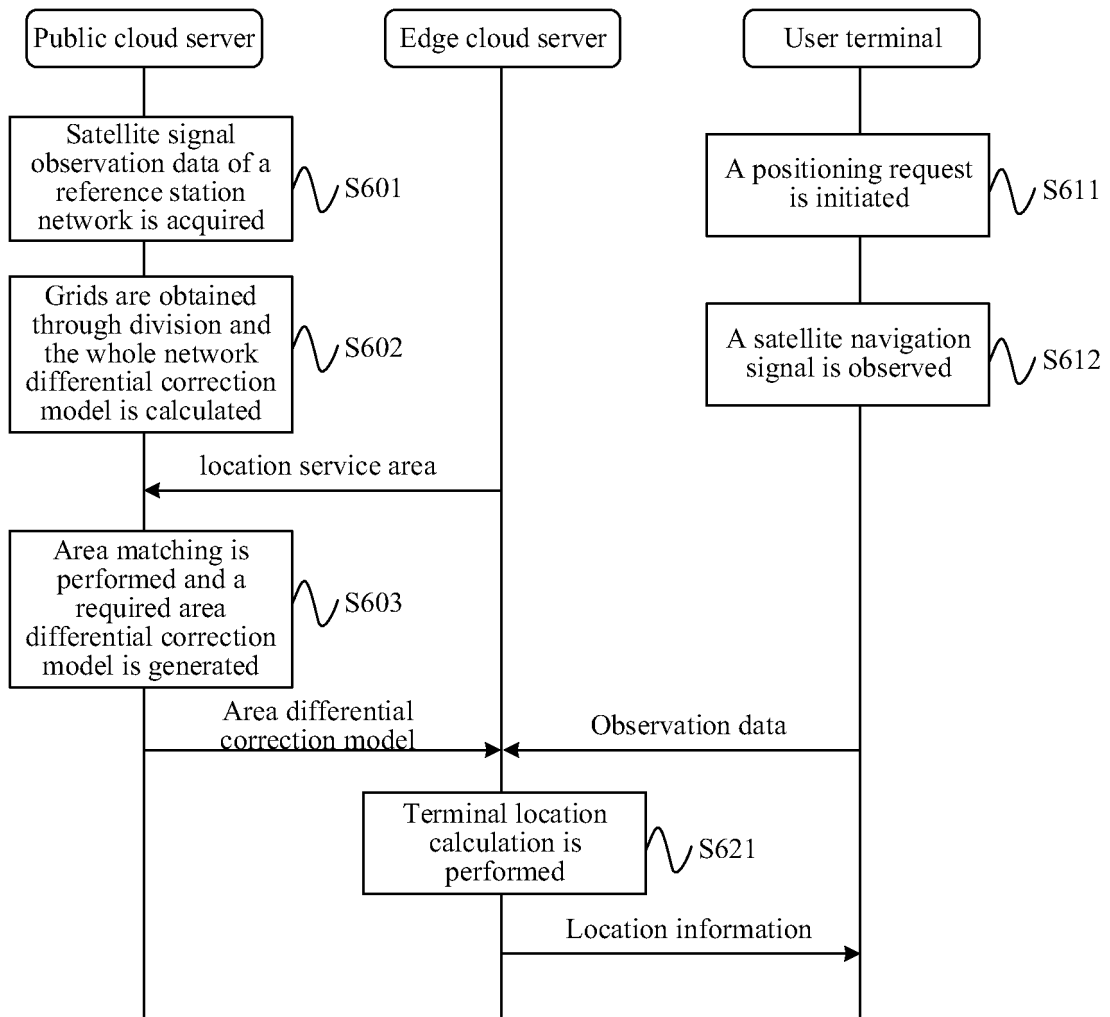 Public cloud server
Edge cloud server
User terminal
Satellite signal
observation data of a
reference station
network is acquired
S601
A positioning request
is initiated
S611
Grids are obtained
through division and
the whole network
differential correction
model is calculated
S602
A satellite navigation
signal is observed
S612
location service area
Area matching is
performed and a
required area
differential correction
model is generated
S603
Area differential
correction model
Observation data
Terminal location
calculation is
performed
S621
Location information